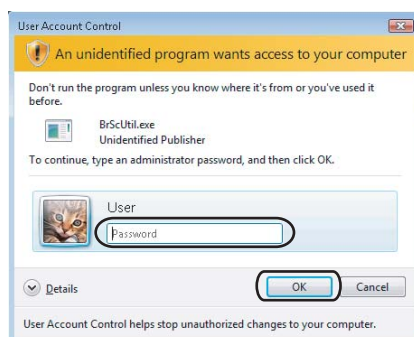 User Account Control
An unidentified program wants access to your computer
Don't run the program unless you know where it's from or you've used it
before.
BrScUtil.exe
Unidentified Publisher
To continue, type an administrator password, and then click OK.
User
Password
Details
OK
Cancel
User Account Control helps stop unauthorized changes to your computer.